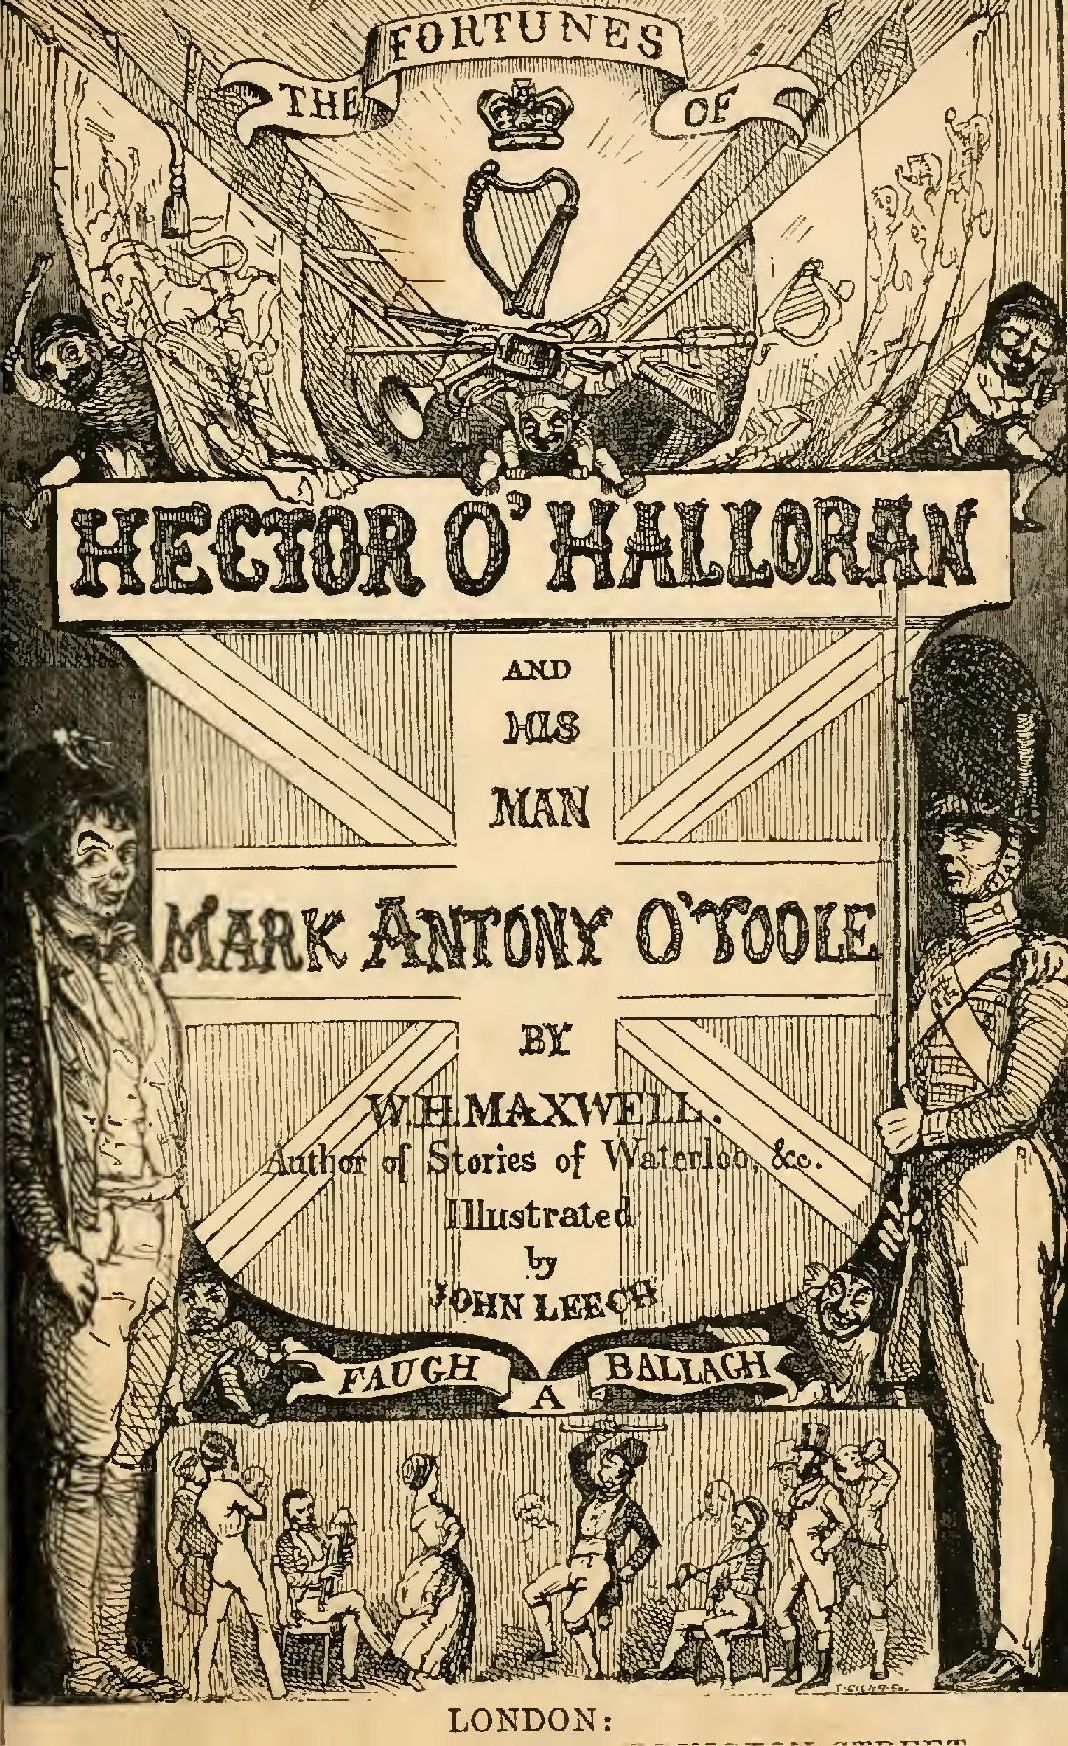 THE FORTUNES OF
HECTOR O'HALLORAN
AND
HIS
MAN
MARK ANTONY O'TOOLE
BY
W.H.MAXWELL.
Author of Stories of Waterloo, &c.
Illustrated
by
JOHN LEECH
FAUGH A BALLAGH
LONDON: